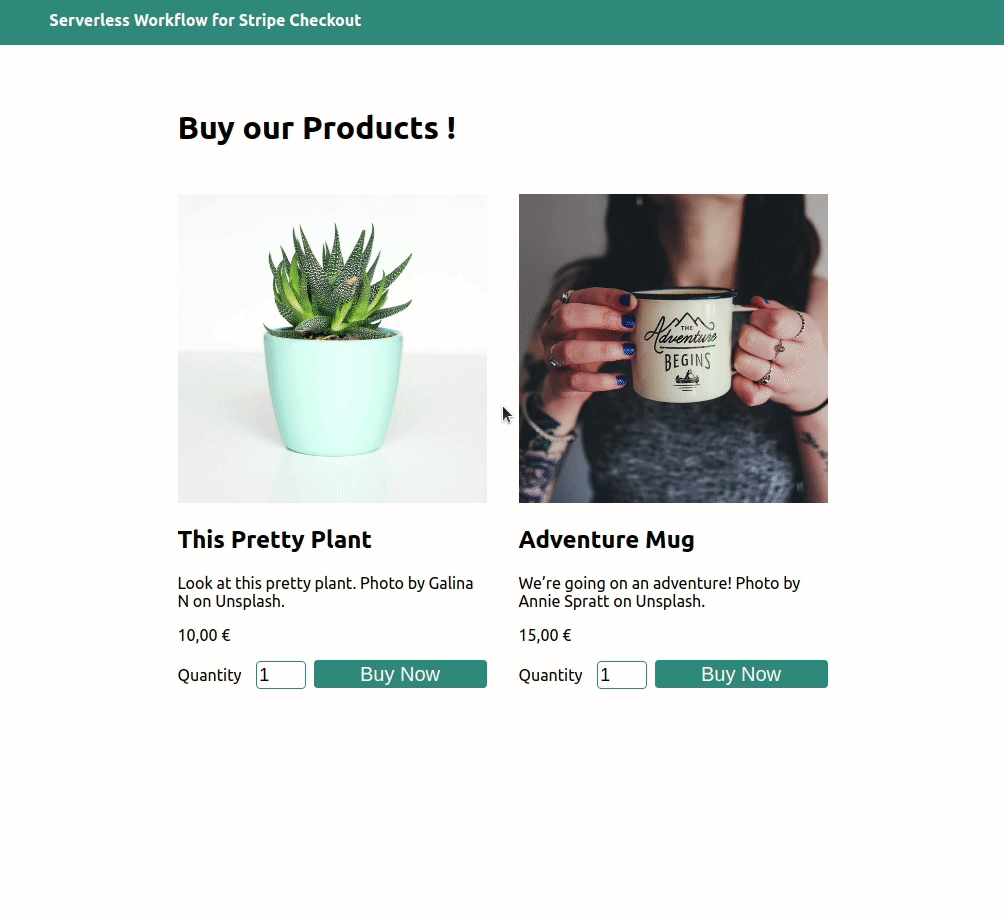 Serverless Workflow for Stripe Checkout
Buy our Products !
THE
Adventure
BEGINS
This Pretty Plant
Look at this pretty plant. Photo by Galina
N on Unsplash.
10,00 €
Quantity 1 Buy Now
Adventure Mug
We’re going on an adventure! Photo by
Annie Spratt on Unsplash.
15,00 €
Quantity 1 Buy Now